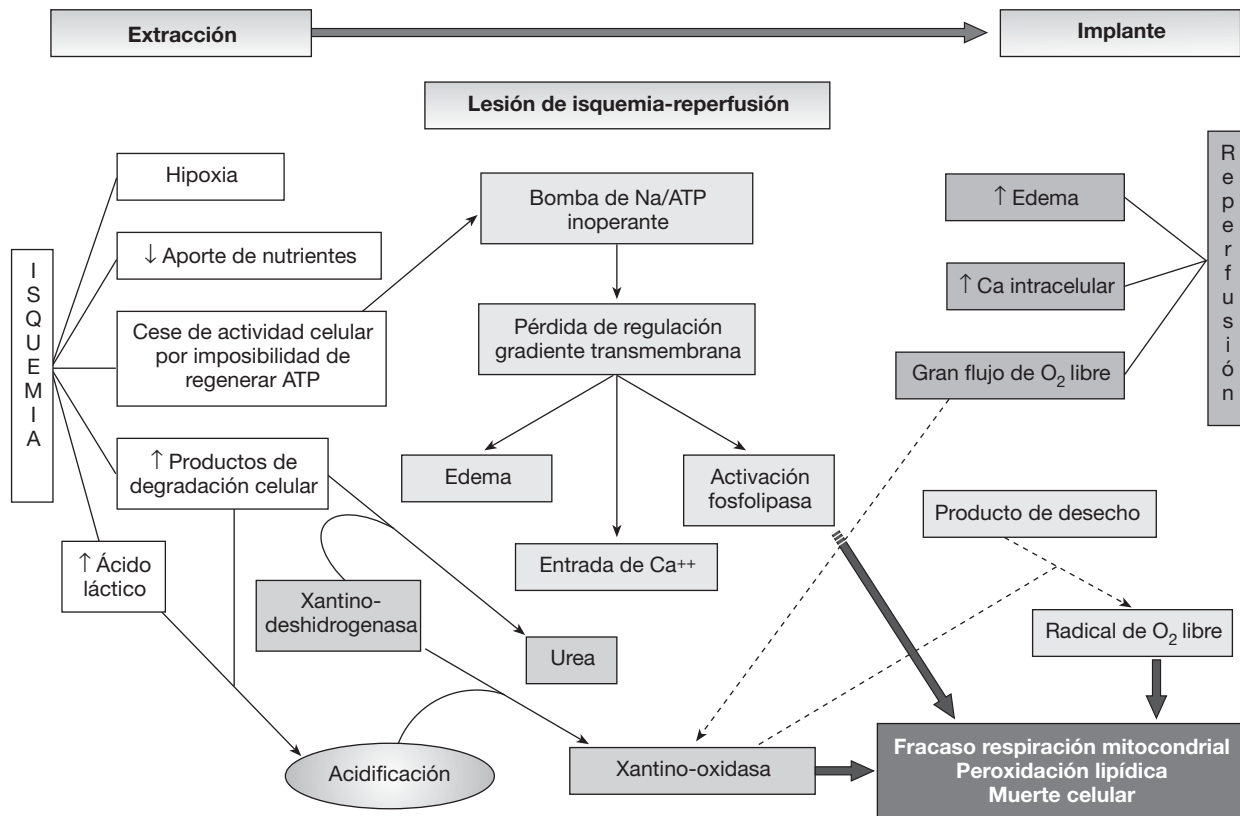 Extracción
Implante
Lesión de isquemia-reperfusión
ISQUEMIA
Hipoxia
↓ Aporte de nutrientes
Cese de actividad celular
por imposibilidad de
regenerar ATP
↑ Productos de
degradación celular
↑ Ácido
láctico
Xantino-
deshidrogenasa
Urea
Acidificación
Bomba de Na/ATP
inoperante
Pérdida de regulación
gradiente transmembrana
Edema
Entrada de Ca++
Activación
fosfolipasa
Xantino-oxidasa
Reperfusión
↑ Edema
↑ Ca intracelular
Gran flujo de O2 libre
Producto de desecho
Radical de O2 libre
Fracaso respiración mitocondrial
Peroxidación lipídica
Muerte celular